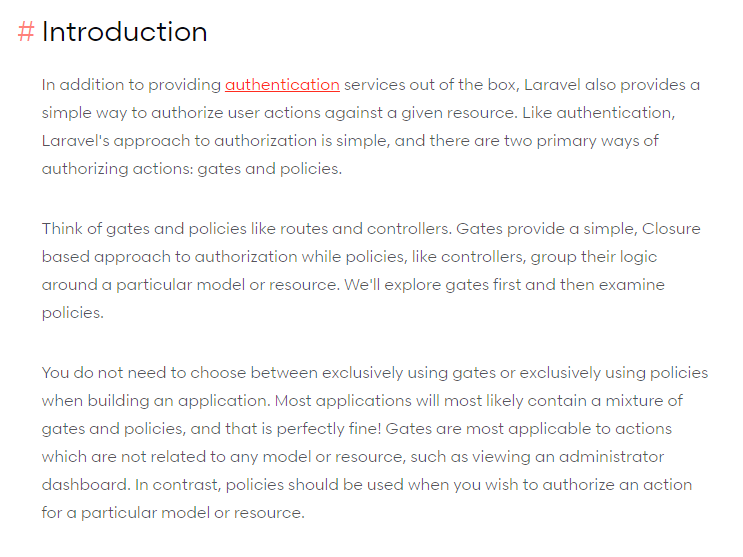 # Introduction
In addition to providing authentication services out of the box, Laravel also provides a
simple way to authorize user actions against a given resource. Like authentication,
Laravel's approach to authorization is simple, and there are two primary ways of
authorizing actions: gates and policies.
Think of gates and policies like routes and controllers. Gates provide a simple, Closure
based approach to authorization while policies, like controllers, group their logic
around a particular model or resource. We'll explore gates first and then examine
policies.
You do not need to choose between exclusively using gates or exclusively using policies
when building an application. Most applications will most likely contain a mixture of
gates and policies, and that is perfectly fine! Gates are most applicable to actions
which are not related to any model or resource, such as viewing an administrator
dashboard. In contrast, policies should be used when you wish to authorize an action
for a particular model or resource.